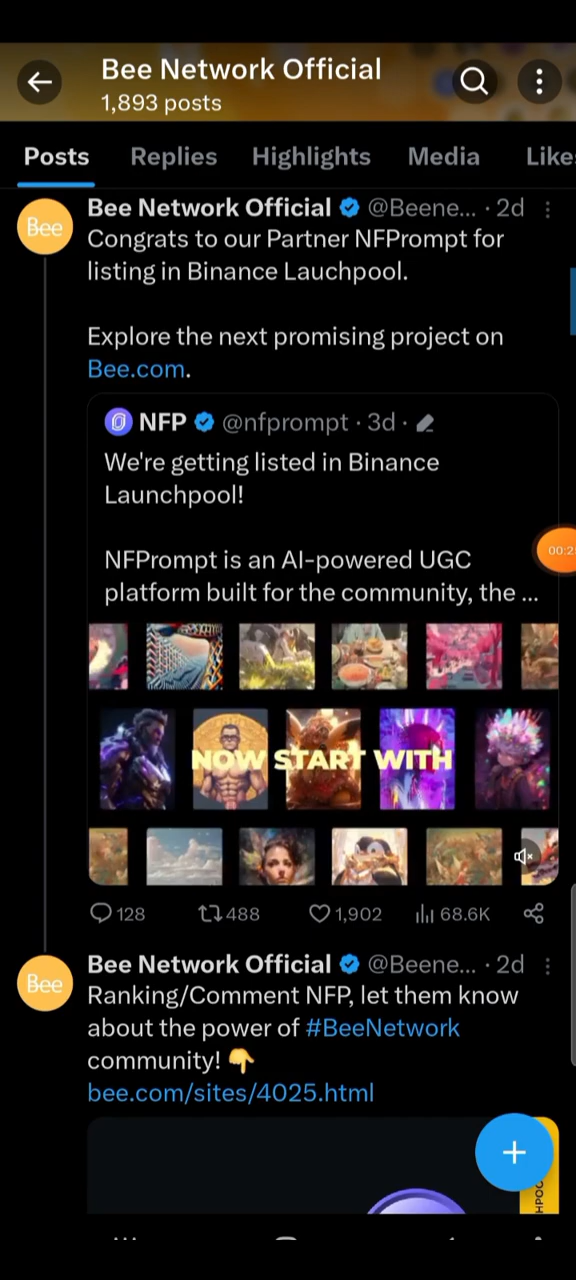 Bee Network Official
1,893 posts
Posts Replies Highlights Media Like
Bee Network Official @Beene... · 2d
Bee
Congrats to our Partner NFPrompt for
listing in Binance Lauchpool.
Explore the next promising project on
Bee.com.
NFP @nfprompt · 3d ·
We're getting listed in Binance
Launchpool!
NFPrompt is an AI-powered UGC
platform built for the community, the ...
00:2
NOW START WITH
128 488 1,902 68.6K
Bee Network Official @Beene... · 2d
Bee
Ranking/Comment NFP, let them know
about the power of #BeeNetwork
community! 👇
bee.com/sites/4025.html